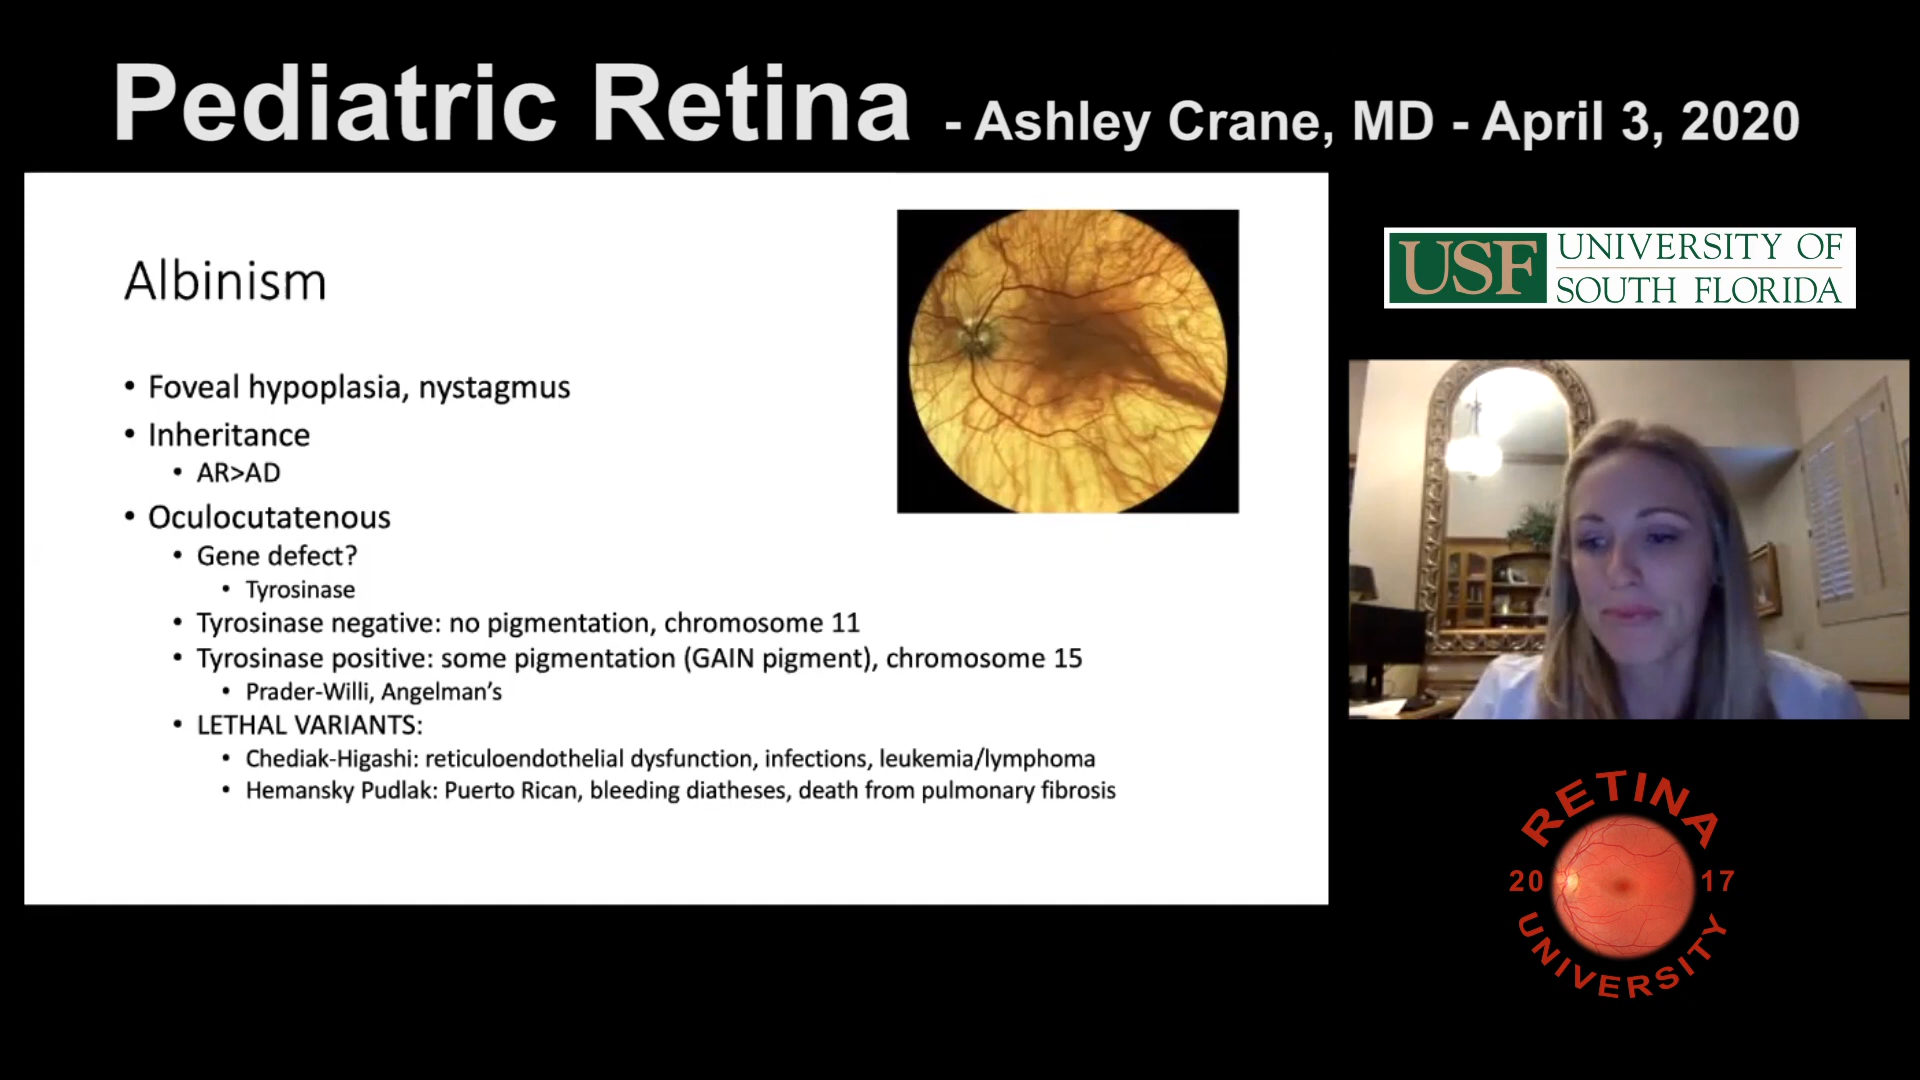 Pediatric Retina - Ashley Crane, MD - April 3, 2020
Albinism
• Foveal hypoplasia, nystagmus
• Inheritance
• AR>AD
• Oculocutatenous
• Gene defect?
• Tyrosinase
• Tyrosinase negative: no pigmentation, chromosome 11
• Tyrosinase positive: some pigmentation (GAIN pigment), chromosome 15
• Prader-Willi, Angelman's
• LETHAL VARIANTS:
• Chediak-Higashi: reticuloendothelial dysfunction, infections, leukemia/lymphoma
• Hemansky Pudlak: Puerto Rican, bleeding diatheses, death from pulmonary fibrosis
USF UNIVERSITY OF
SOUTH FLORIDA
RETINA
20 17
UNIVERSITY